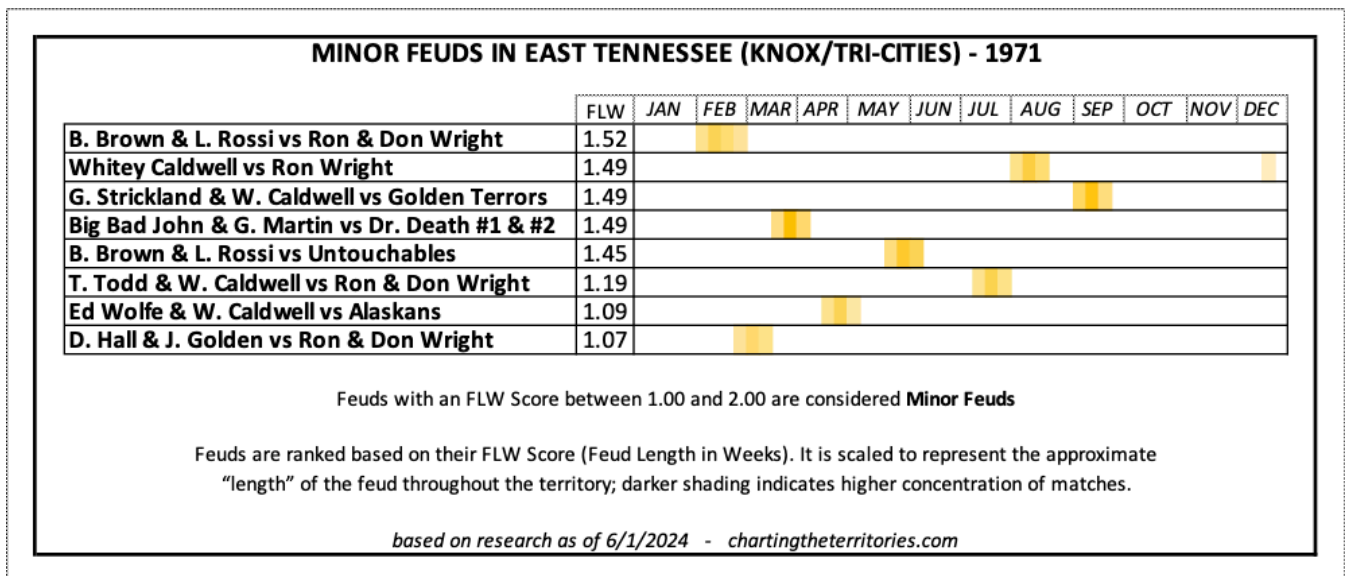 MINOR FEUDS IN EAST TENNESSEE (KNOX/TRI-CITIES) - 1971
FLW JAN FEB MAR APR MAY JUN JUL AUG SEP OCT NOV DEC
B. Brown & L. Rossi vs Ron & Don Wright 1.52
Whitey Caldwell vs Ron Wright 1.49
G. Strickland & W. Caldwell vs Golden Terrors 1.49
Big Bad John & G. Martin vs Dr. Death #1 & #2 1.49
B. Brown & L. Rossi vs Untouchables 1.45
T. Todd & W. Caldwell vs Ron & Don Wright 1.19
Ed Wolfe & W. Caldwell vs Alaskans 1.09
D. Hall & J. Golden vs Ron & Don Wright 1.07
Feuds with an FLW Score between 1.00 and 2.00 are considered Minor Feuds
Feuds are ranked based on their FLW Score (Feud Length in Weeks). It is scaled to represent the approximate
“length” of the feud throughout the territory; darker shading indicates higher concentration of matches.
based on research as of 6/1/2024 - chartingtheterritories.com